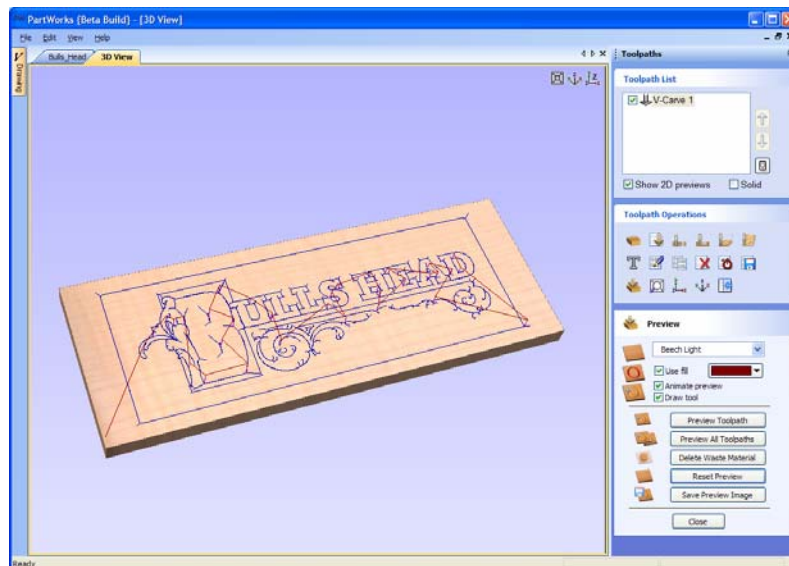 PartWorks {Beta Build} - [3D View]
File Edit View Help
Bulls_Head 3D View
Drawing
Toolpaths
Toolpath List
V-Carve 1
Show 2D previews Solid
Toolpath Operations
Preview
Beech Light
Use fill
Animate preview
Draw tool
Preview Toolpath
Preview All Toolpaths
Delete Waste Material
Reset Preview
Save Preview Image
Close
BULLS HEAD
Ready